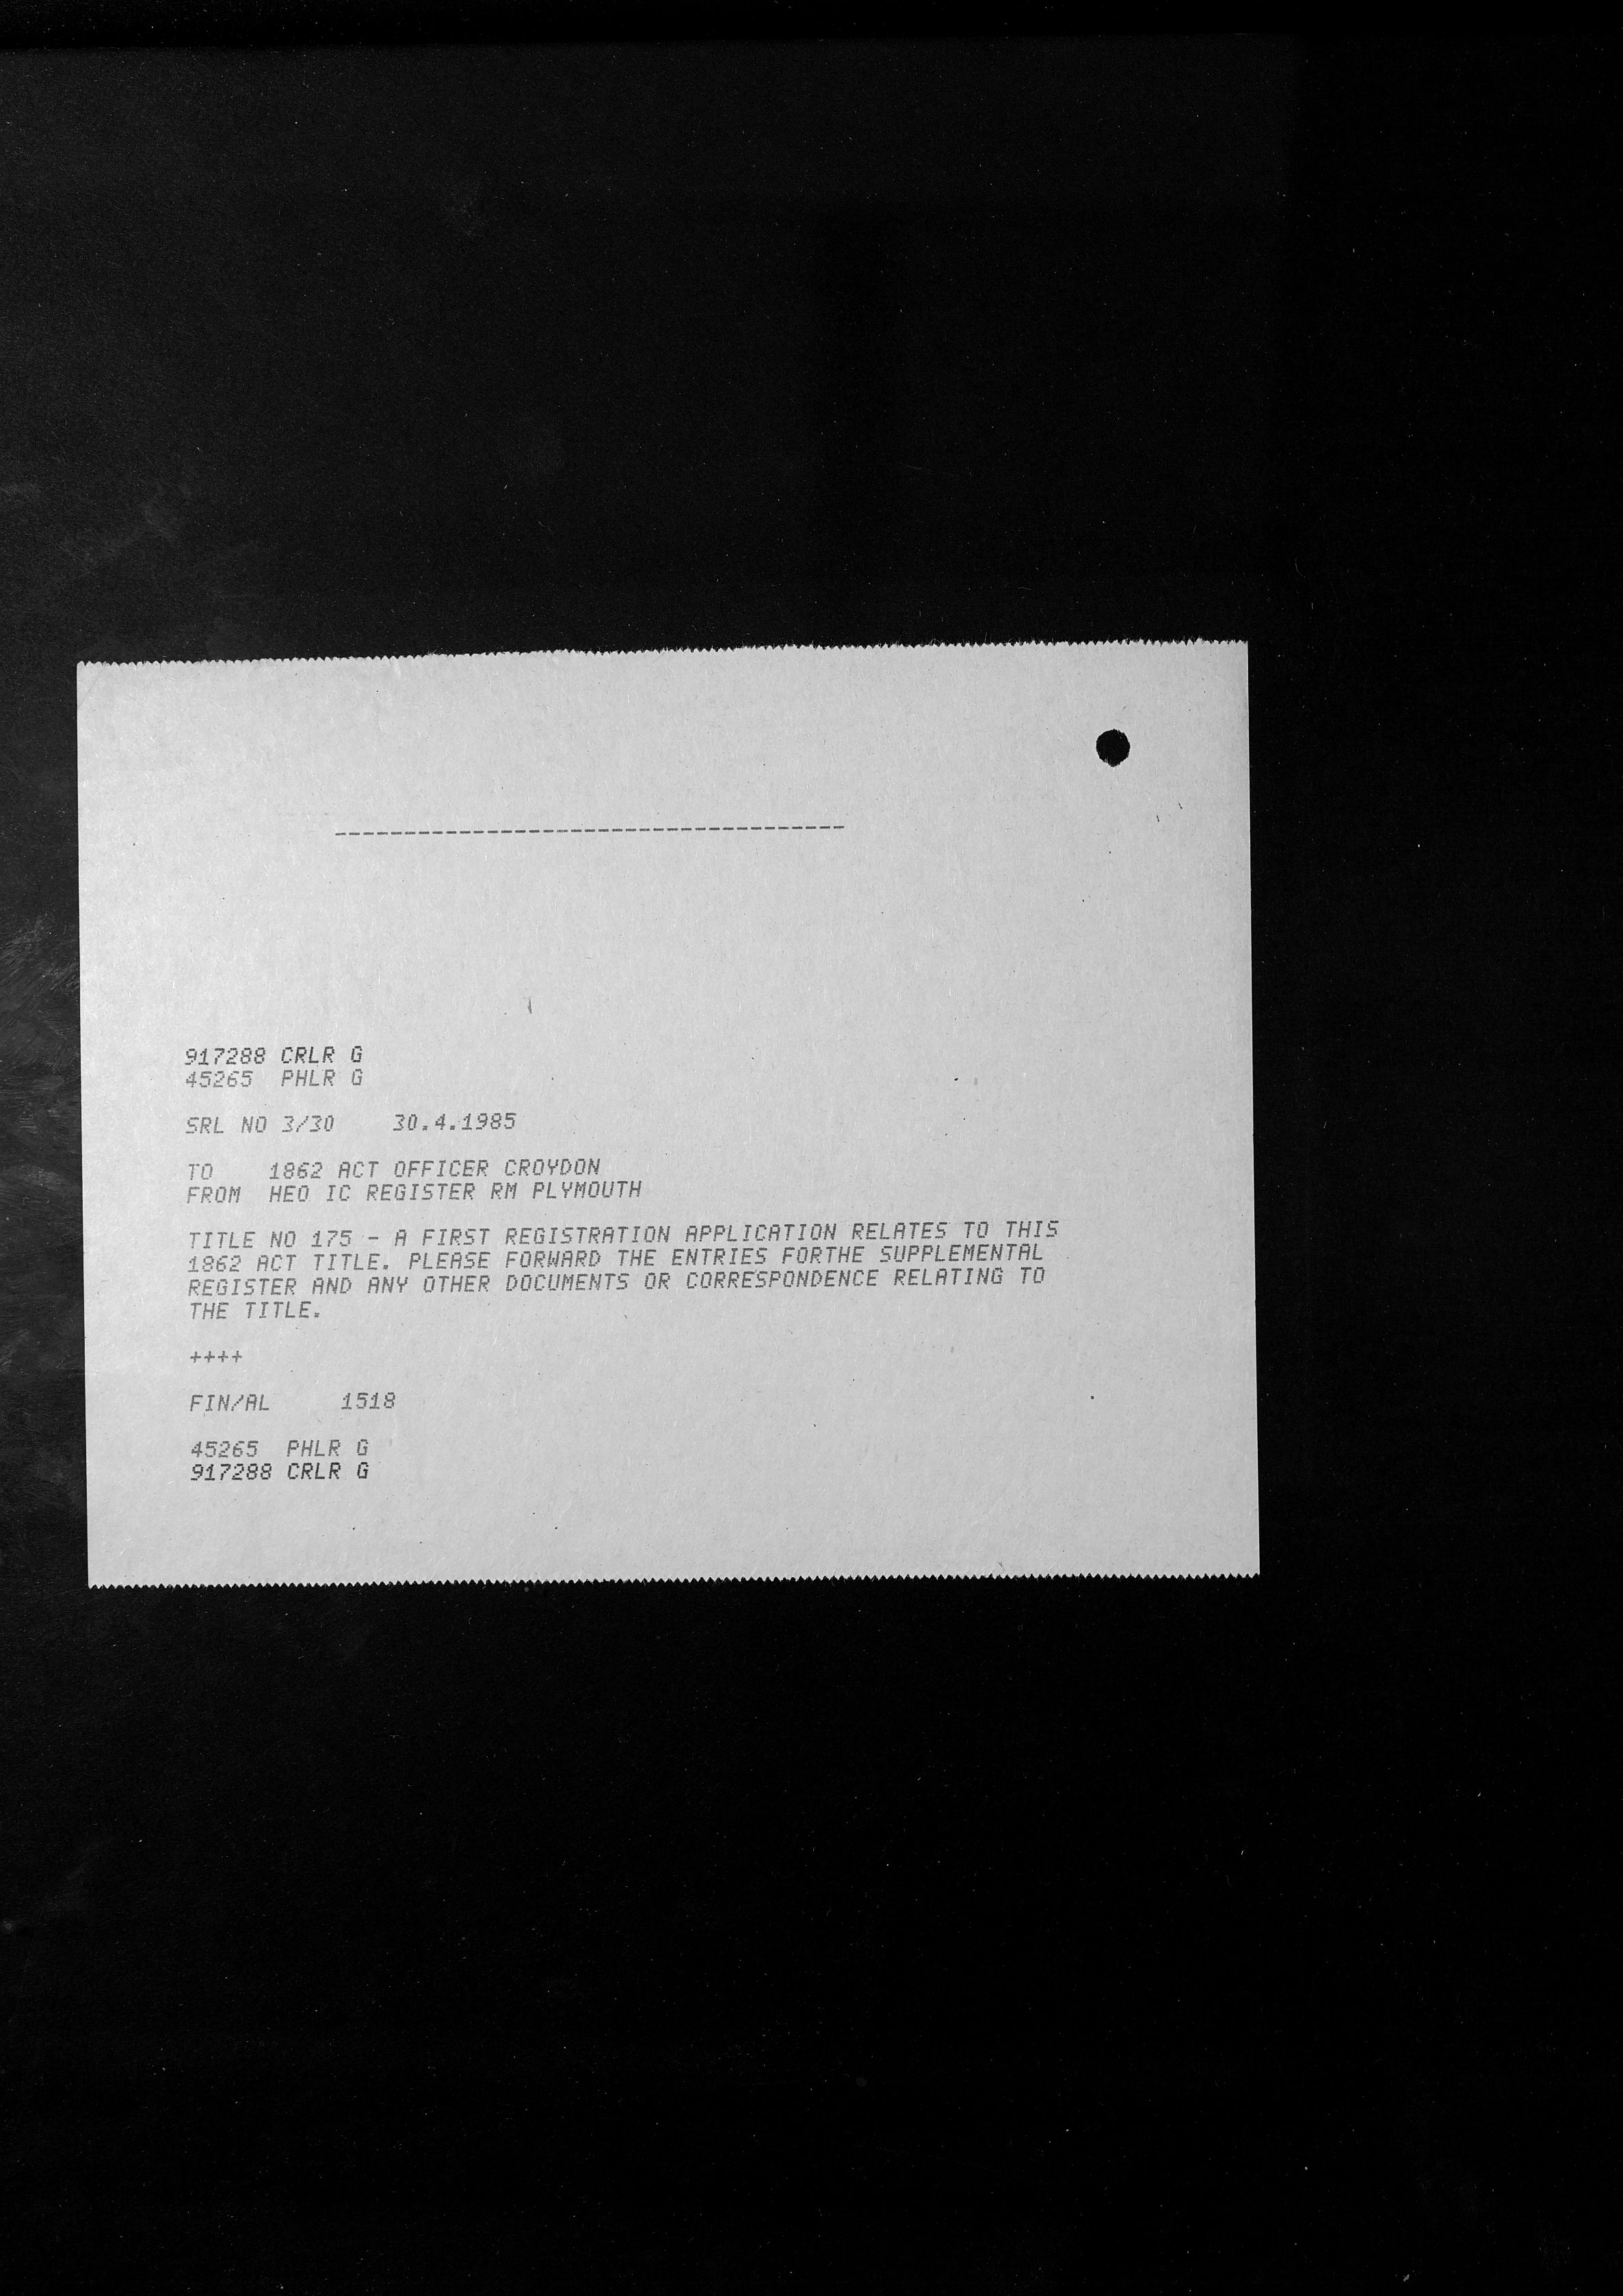 -------------------------------------
917288 CRLR G
45265  PHLR G
SRL NO 3/30    30.4.1985
TO    1862 ACT OFFICER CROYDON
FROM  HEO IC REGISTER RM PLYMOUTH
TITLE NO 175 - A FIRST REGISTRATION APPLICATION RELATES TO THIS
1862 ACT TITLE. PLEASE FORWARD THE ENTRIES FORTHE SUPPLEMENTAL
REGISTER AND ANY OTHER DOCUMENTS OR CORRESPONDENCE RELATING TO
THE TITLE.
++++
FIN/AL     1518
45265  PHLR G
917288 CRLR G